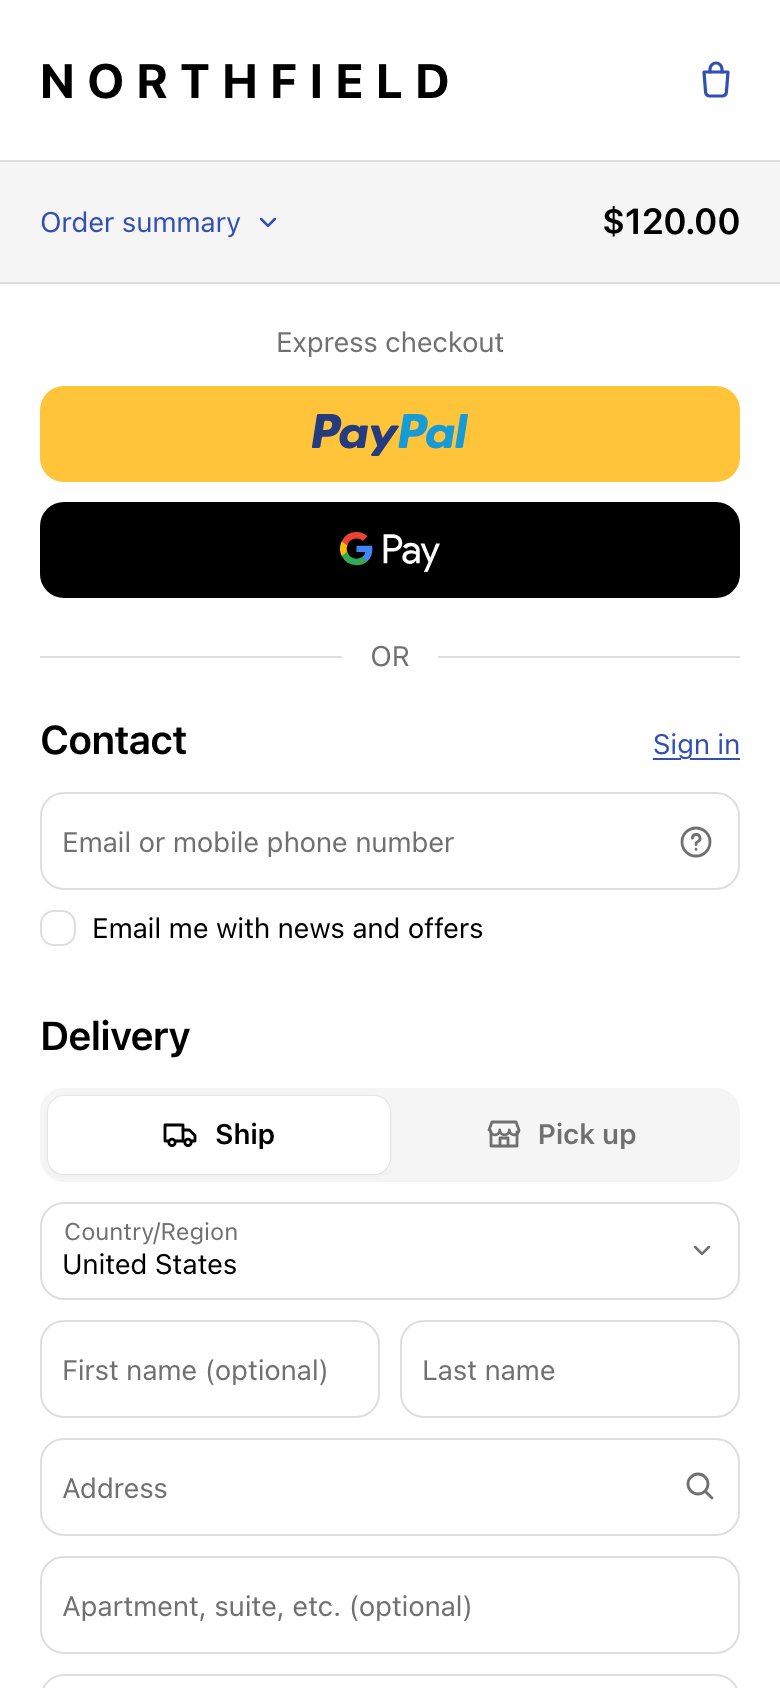 NORTHFIELD
Order summary $120.00
Express checkout
PayPal
G Pay
OR
Contact Sign in
Email or mobile phone number
Email me with news and offers
Delivery
Ship Pick up
Country/Region
United States
First name (optional) Last name
Address
Apartment, suite, etc. (optional)